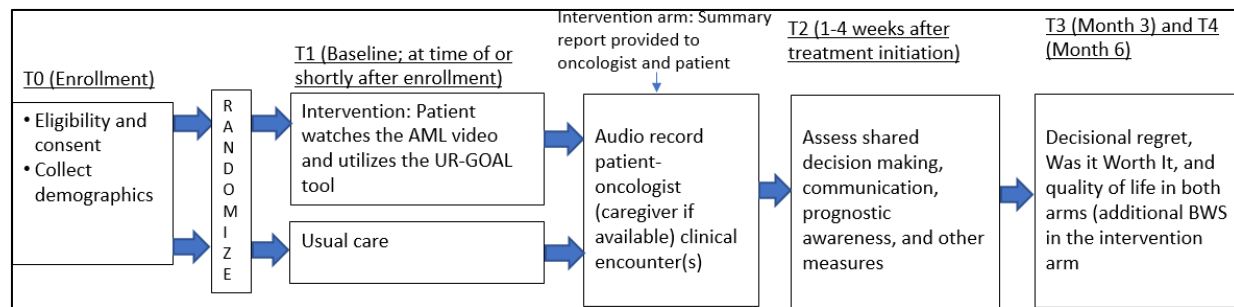 T0 (Enrollment)
• Eligibility and
consent
• Collect
demographics
R
A
N
D
O
M
I
Z
E
T1 (Baseline; at time of or
shortly after enrollment)
Intervention: Patient
watches the AML video
and utilizes the UR-GOAL
tool
Usual care
Intervention arm: Summary
report provided to
oncologist and patient
Audio record
patient-
oncologist
(caregiver if
available) clinical
encounter(s)
T2 (1-4 weeks after
treatment initiation)
Assess shared
decision making,
communication,
prognostic
awareness, and other
measures
T3 (Month 3) and T4
(Month 6)
Decisional regret,
Was it Worth It, and
quality of life in both
arms (additional BWS
in the intervention
arm